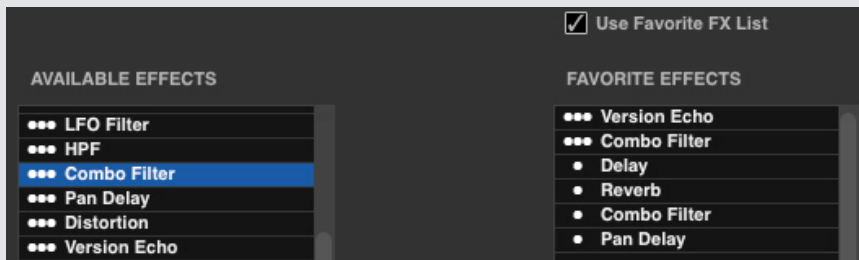 Use Favorite FX List
AVAILABLE EFFECTS
••• LFO Filter
••• HPF
••• Combo Filter
••• Pan Delay
••• Distortion
••• Version Echo
FAVORITE EFFECTS
••• Version Echo
••• Combo Filter
• Delay
• Reverb
• Combo Filter
• Pan Delay